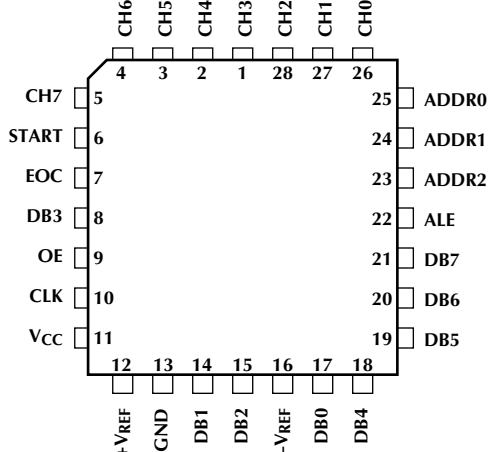 CH6 CH5 CH4 CH3 CH2 CH1 CH0
4 3 2 1 28 27 26
CH7 5 25 ADDR0
START 6 24 ADDR1
EOC 7 23 ADDR2
DB3 8 22 ALE
OE 9 21 DB7
CLK 10 20 DB6
VCC 11 19 DB5
12 13 14 15 16 17 18
+VREF GND DB1 DB2 –VREF DB0 DB4